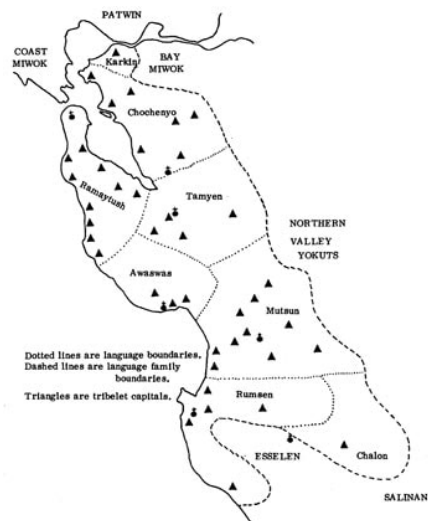 PATWIN
COAST
MIWOK
BAY
MIWOK
Karkin
Chochenyo
Ramaytush
Tamyen
NORTHERN
VALLEY
YOKUTS
Awaswas
Mutsun
Dotted lines are language boundaries.
Dashed lines are language family
boundaries.
Triangles are tribelet capitals.
Rumsen
ESSELEN
Chalon
SALINAN